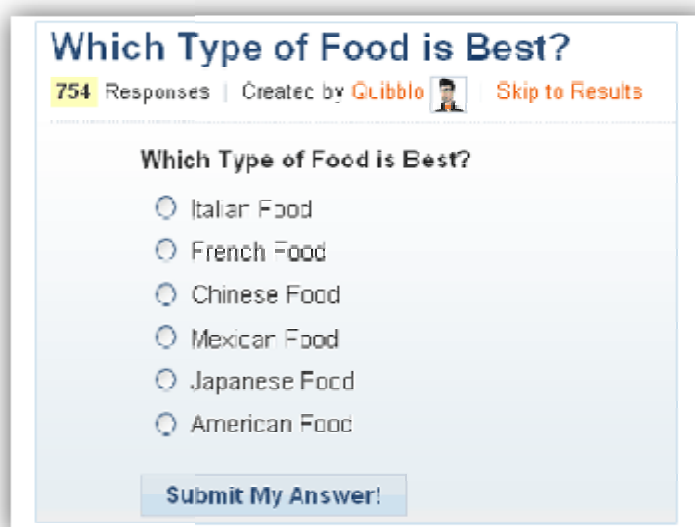 Which Type of Food is Best?
754 Responses | Created by Quibblo | Skip to Results
Which Type of Food is Best?
Italian Food
French Food
Chinese Food
Mexican Food
Japanese Food
American Food
Submit My Answer!